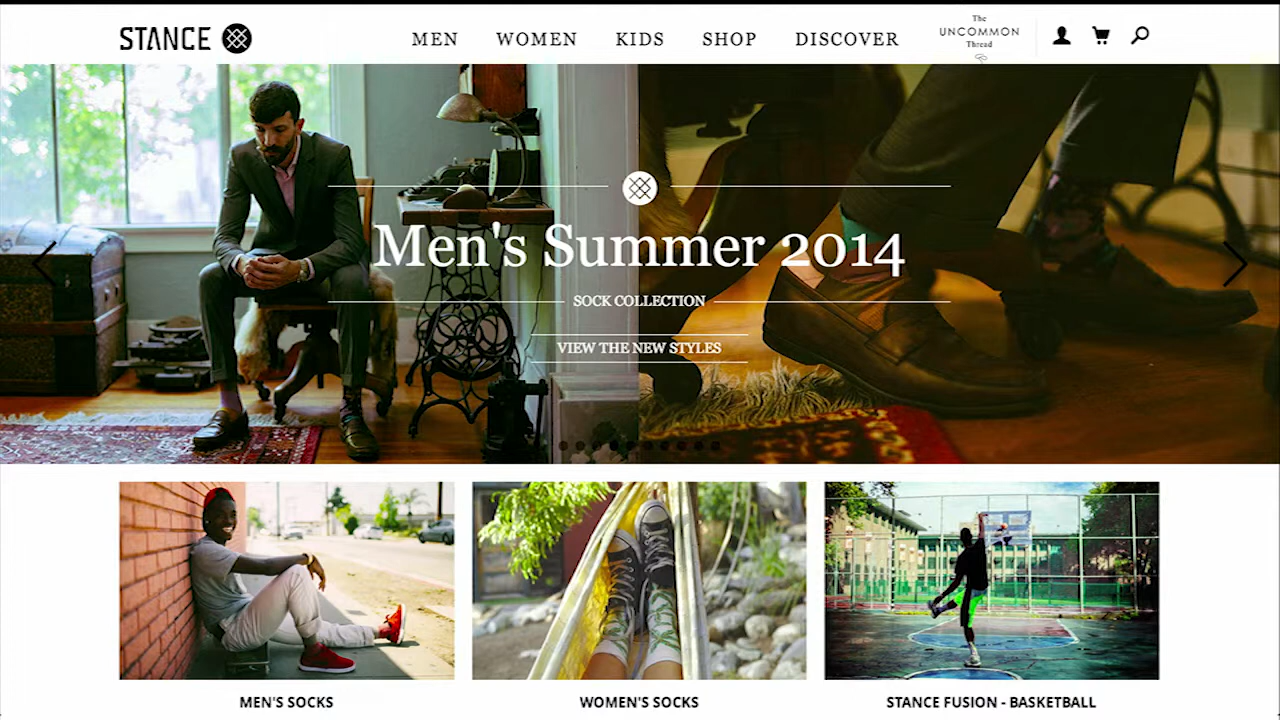 STANCE
MEN WOMEN KIDS SHOP DISCOVER
The
UNCOMMON
Thread
Men's Summer 2014
SOCK COLLECTION
VIEW THE NEW STYLES
MEN'S SOCKS
WOMEN'S SOCKS
STANCE FUSION - BASKETBALL